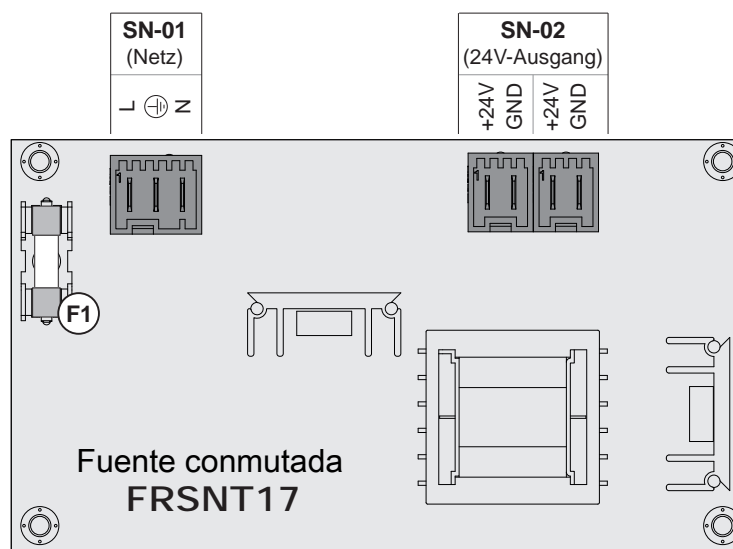 SN-01
(Netz)
L N
SN-02
(24V-Ausgang)
+24V
GND
+24V
GND
1
1
1
F1
Fuente conmutada
FRSNT17